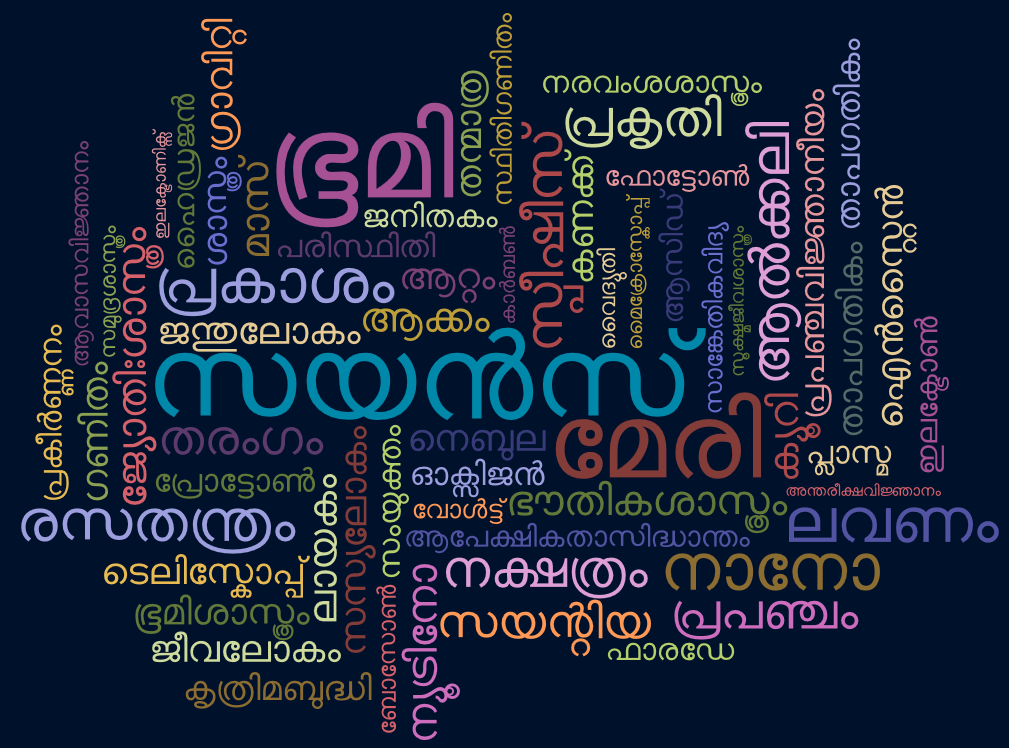 ഗ്രാവിറ്റി
തന്മാത്ര
സ്ഥിതിഗണിതം
നരവംശശാസ്ത്രം
താപഗതികം
ഹൈഡ്രജൻ
ഭൂമി
പ്രകൃതി
ആൽക്കലി
പ്രപഞ്ചവിജ്ഞാനീയം
ഇലക്ട്രോണിക്സ്
ശാസ്ത്രം
മാസ്
സ്പീഷീസ്
കണക്ക്
ഫോട്ടോൺ
ആവാസവിജ്ഞാനം
ജനിതകം
മൈക്രോസ്കോപ്പ്
ആസിഡ്
ഐൻസ്റ്റൈൻ
സമുദ്രശാസ്ത്രം
ജ്യോതിഃശാസ്ത്രം
പരിസ്ഥിതി
കാർബൺ
വൈദ്യുതി
സാങ്കേതികവിദ്യ
സൂക്ഷ്മജീവശാസ്ത്രം
താപഗതികം
പ്രകാശം
ആറ്റം
ജന്തുലോകം
ആക്കം
സയൻസ്
ഇലക്ട്രോൺ
പ്രകീർണ്ണനം
ഗണിതം
തരംഗം
നെബുല
മേരി
ക്യൂറി
പ്ലാസ്മ
പ്രോട്ടോൺ
സസ്യലോകം
സംയുക്തം
ഓക്സിജൻ
അന്തരീക്ഷവിജ്ഞാനം
രസതന്ത്രം
ലായകം
വോൾട്ട്
ഭൗതികശാസ്ത്രം
ലവണം
ആപേക്ഷികതാസിദ്ധാന്തം
ടെലിസ്കോപ്പ്
നക്ഷത്രം
നാനോ
ഭൂമിശാസ്ത്രം
ബോസോൺ
ന്യൂട്രിനോ
സയന്റിയ
പ്രപഞ്ചം
ജീവലോകം
ഫാരഡേ
കൃത്രിമബുദ്ധി